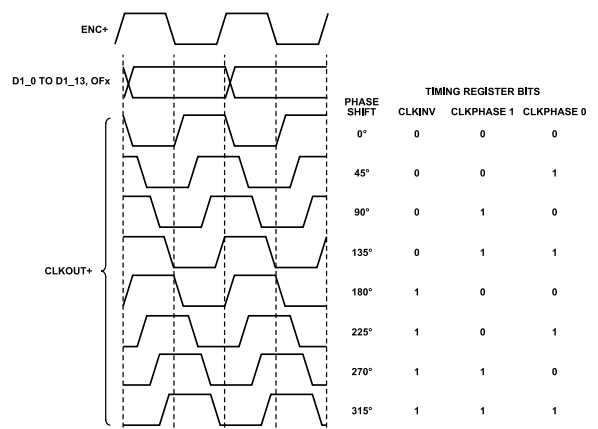 ENC+
D1_0 TO D1_13, OFx
TIMING REGISTER BITS
PHASE SHIFT CLKINV CLKPHASE 1 CLKPHASE 0
0° 0 0 0
45° 0 0 1
90° 0 1 0
135° 0 1 1
CLKOUT+
180° 1 0 0
225° 1 0 1
270° 1 1 0
315° 1 1 1